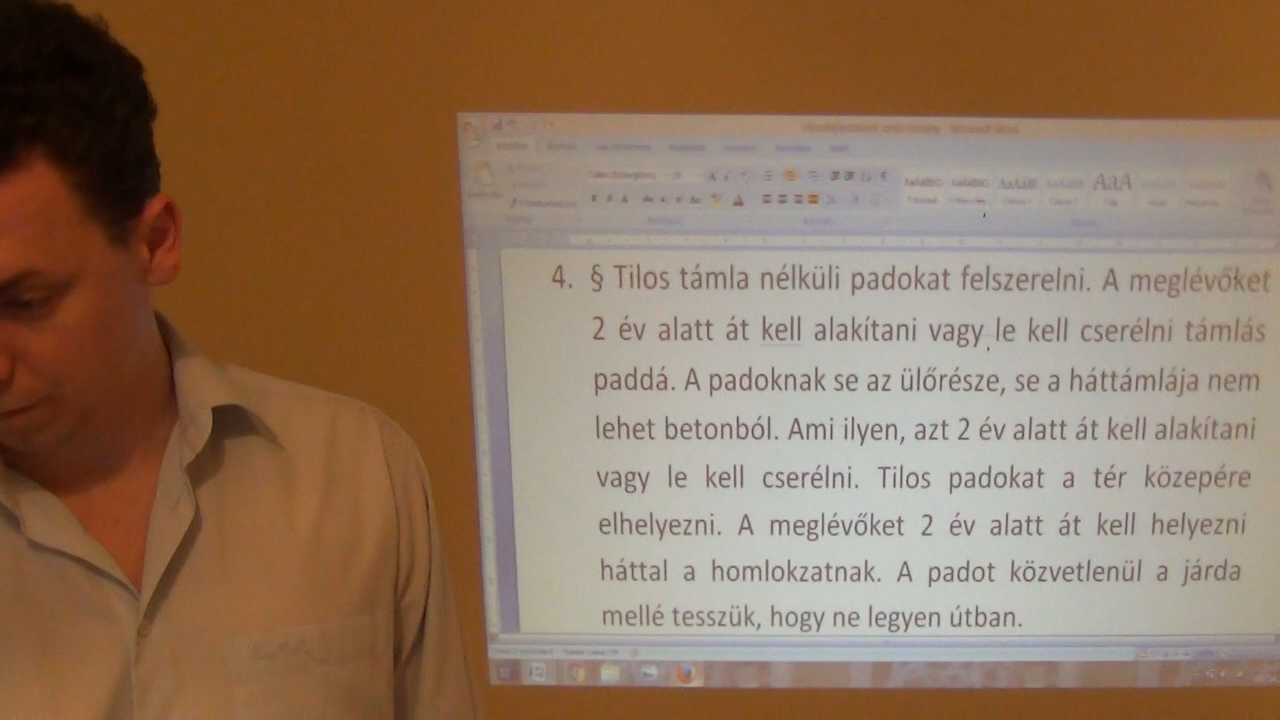 4. § Tilos támla nélküli padokat felszerelni. A meglévőket
2 év alatt át kell alakítani vagy le kell cserélni támlás
paddá. A padoknak se az ülőrésze, se a háttámlája nem
lehet betonból. Ami ilyen, azt 2 év alatt át kell alakítani
vagy le kell cserélni. Tilos padokat a tér közepére
elhelyezni. A meglévőket 2 év alatt át kell helyezni
háttal a homlokzatnak. A padot közvetlenül a járda
mellé tesszük, hogy ne legyen útban.